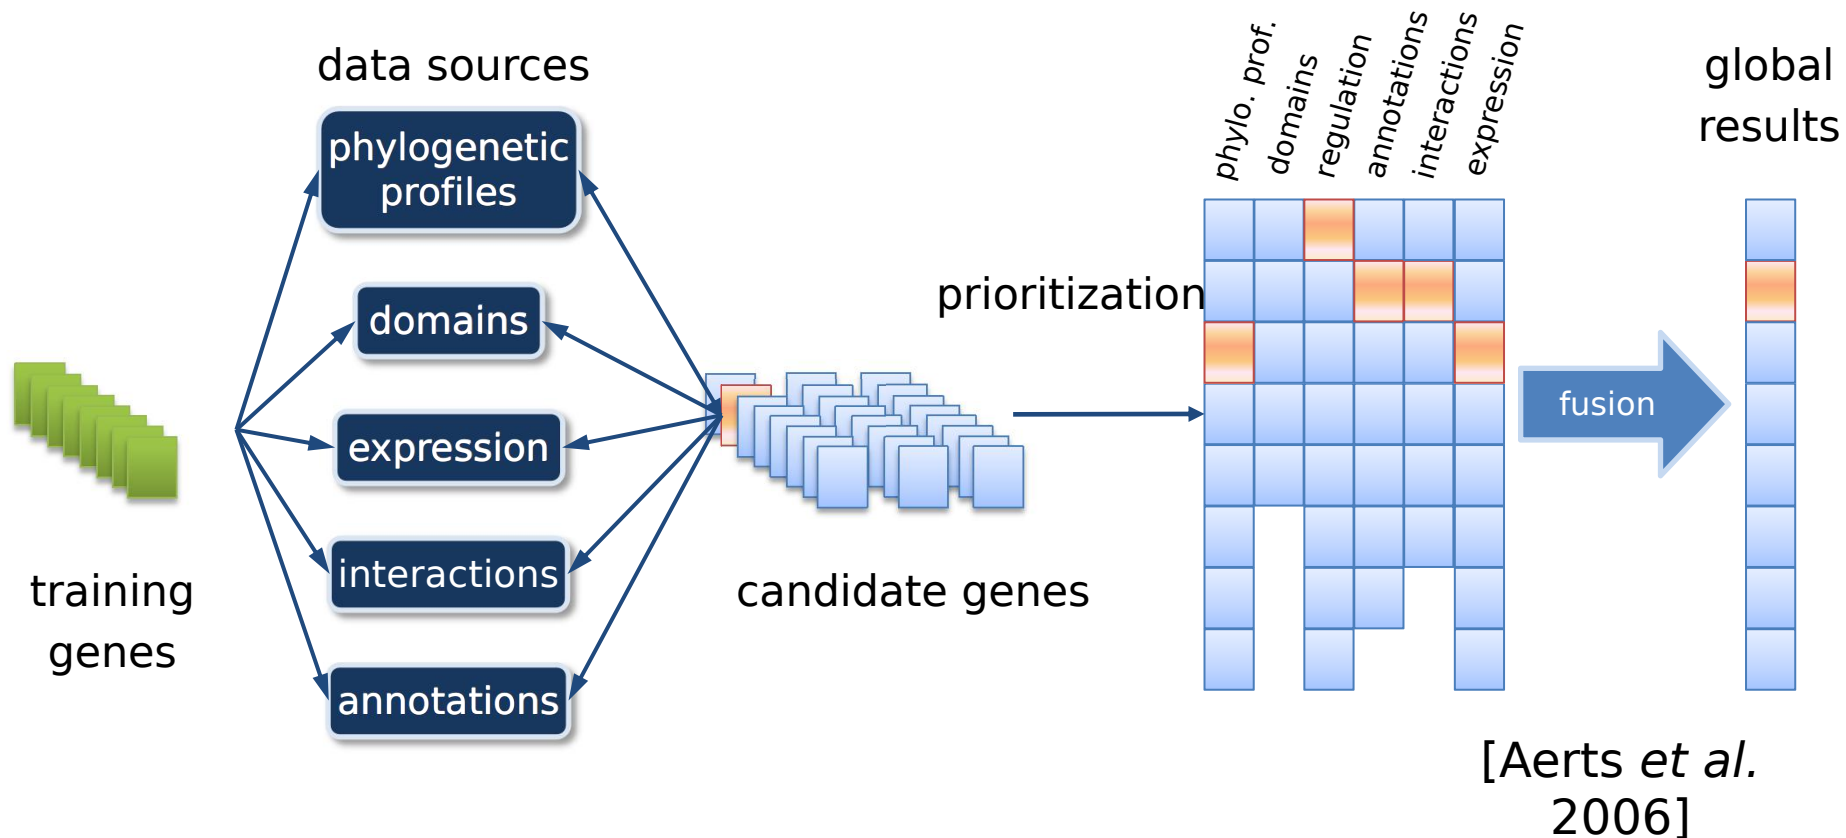 data sources
phylogenetic
profiles
domains
expression
interactions
annotations
training
genes
candidate genes
prioritization
phylo. prof.
domains
regulation
annotations
interactions
expression
fusion
global
results
[Aerts et al.
2006]